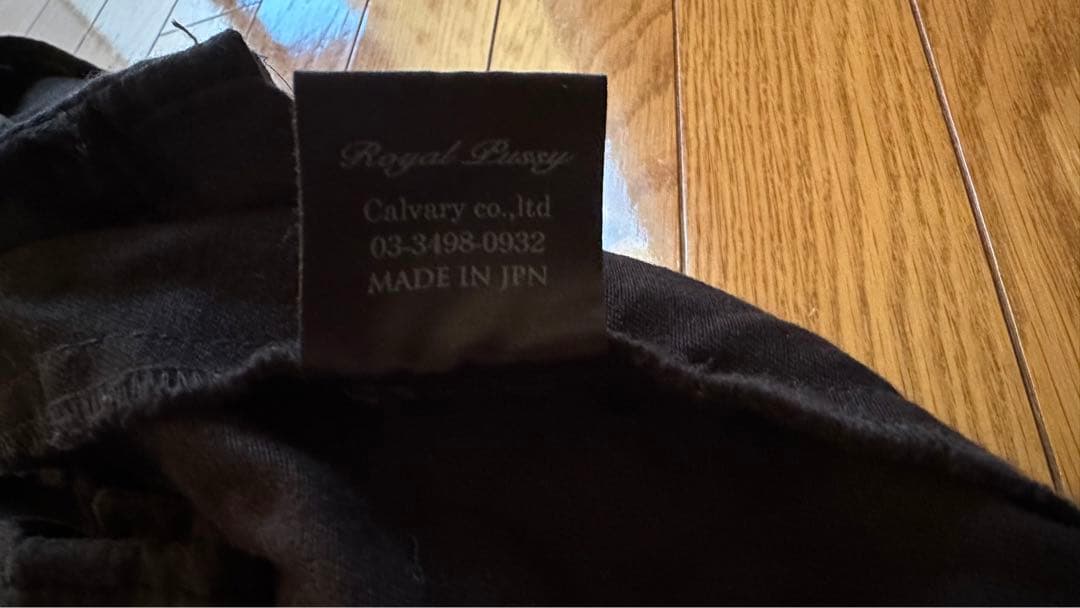 Royal Pussy
Calvary co.,ltd
03-3498-0932
MADE IN JPN